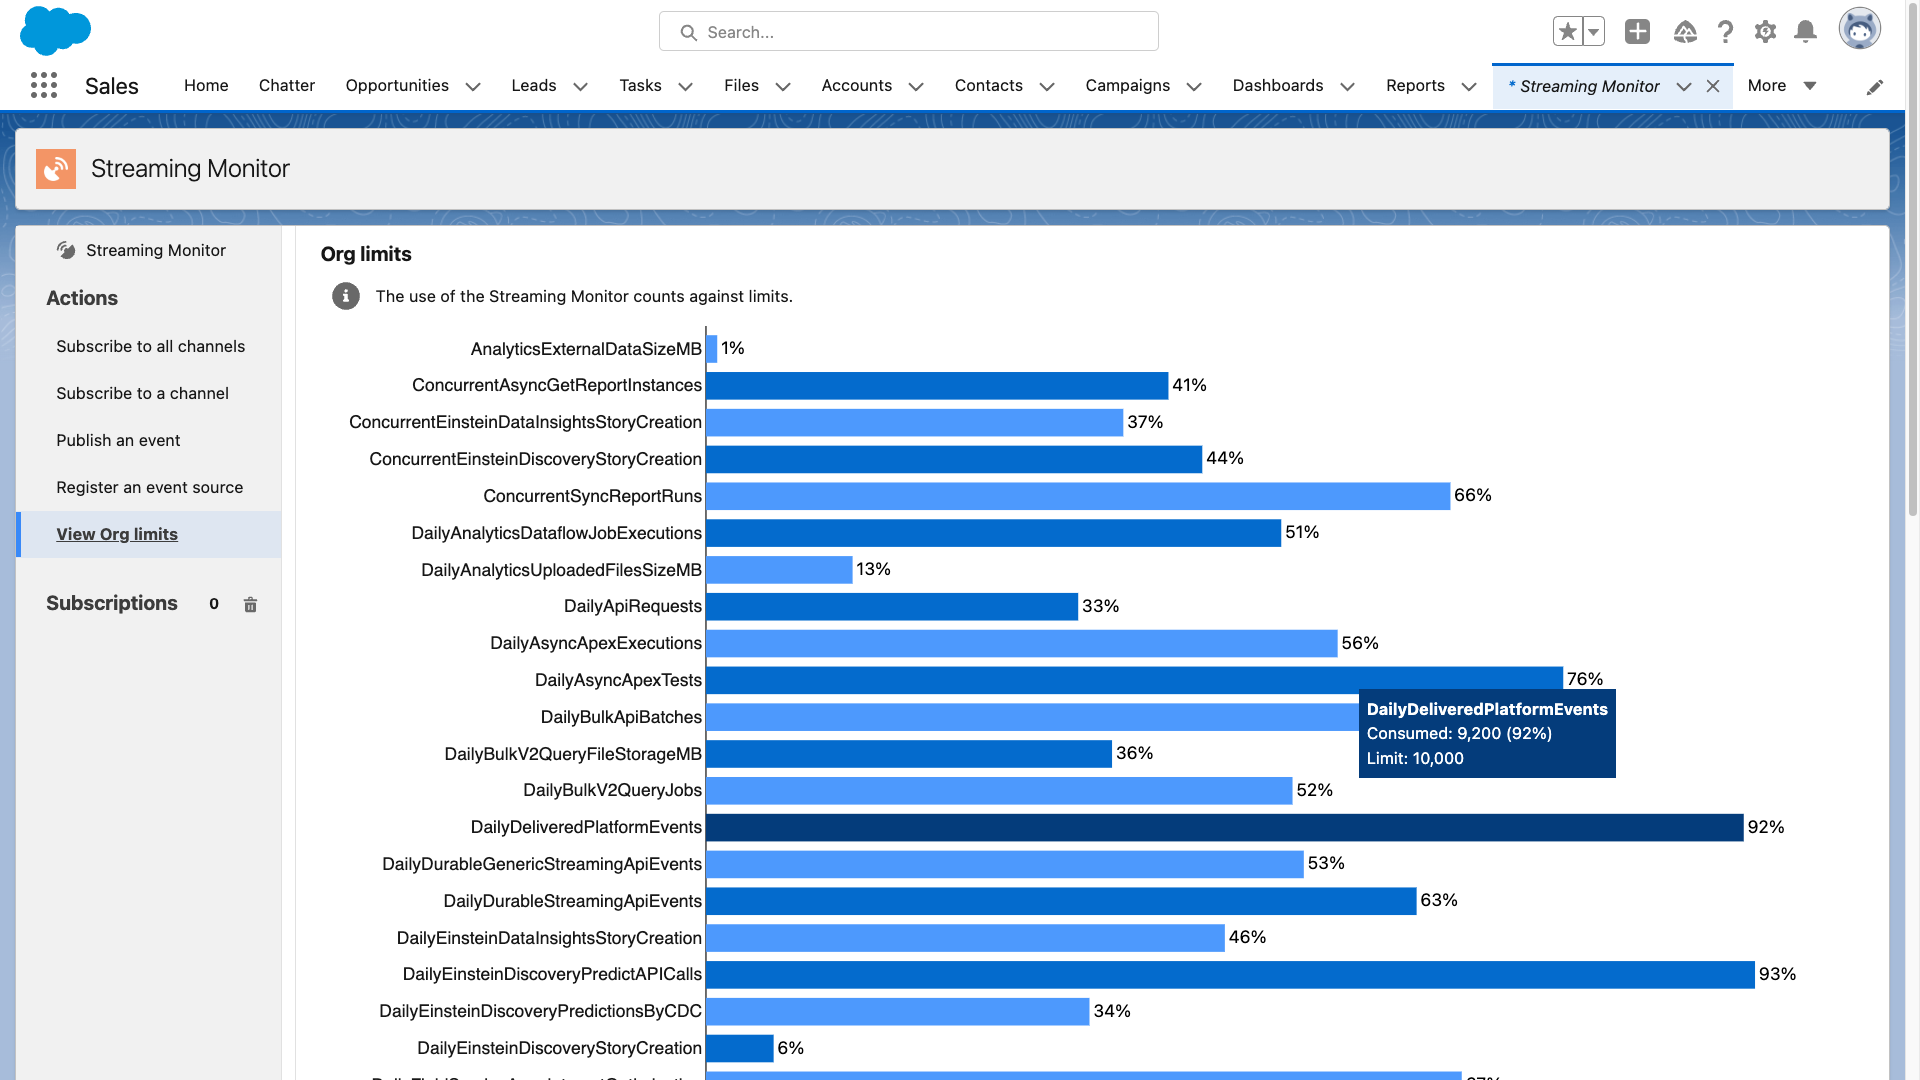 Search...
Sales
Home
Chatter
Opportunities
Leads
Tasks
Files
Accounts
Contacts
Campaigns
Dashboards
Reports
* Streaming Monitor
More
Streaming Monitor
Streaming Monitor
Actions
Subscribe to all channels
Subscribe to a channel
Publish an event
Register an event source
View Org limits
Subscriptions 0
Org limits
The use of the Streaming Monitor counts against limits.
AnalyticsExternalDataSizeMB 1%
ConcurrentAsyncGetReportInstances 41%
ConcurrentEinsteinDataInsightsStoryCreation 37%
ConcurrentEinsteinDiscoveryStoryCreation 44%
ConcurrentSyncReportRuns 66%
DailyAnalyticsDataflowJobExecutions 51%
DailyAnalyticsUploadedFilesSizeMB 13%
DailyApiRequests 33%
DailyAsyncApexExecutions 56%
DailyAsyncApexTests 76%
DailyBulkApiBatches
DailyBulkV2QueryFileStorageMB 36%
DailyBulkV2QueryJobs 52%
DailyDeliveredPlatformEvents 92%
DailyDurableGenericStreamingApiEvents 53%
DailyDurableStreamingApiEvents 63%
DailyEinsteinDataInsightsStoryCreation 46%
DailyEinsteinDiscoveryPredictAPICalls 93%
DailyEinsteinDiscoveryPredictionsByCDC 34%
DailyEinsteinDiscoveryStoryCreation 6%
DailyDeliveredPlatformEvents
Consumed: 9,200 (92%)
Limit: 10,000